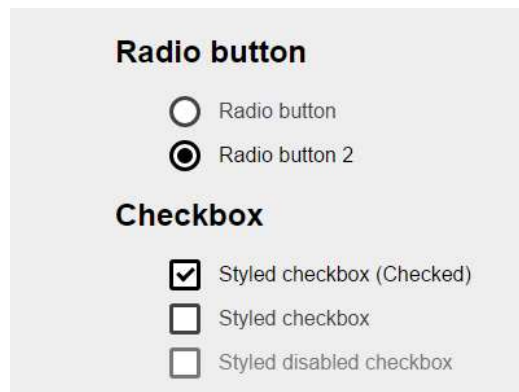 Radio button
Radio button
Radio button 2
Checkbox
Styled checkbox (Checked)
Styled checkbox
Styled disabled checkbox